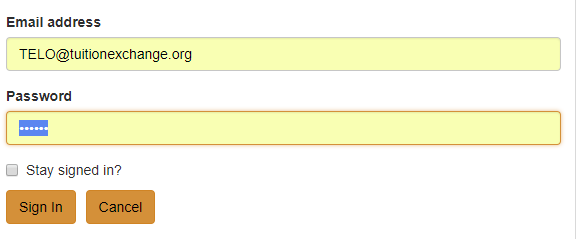 Email address
TELO@tuitionexchange.org
Password
••••••
Stay signed in?
Sign In Cancel